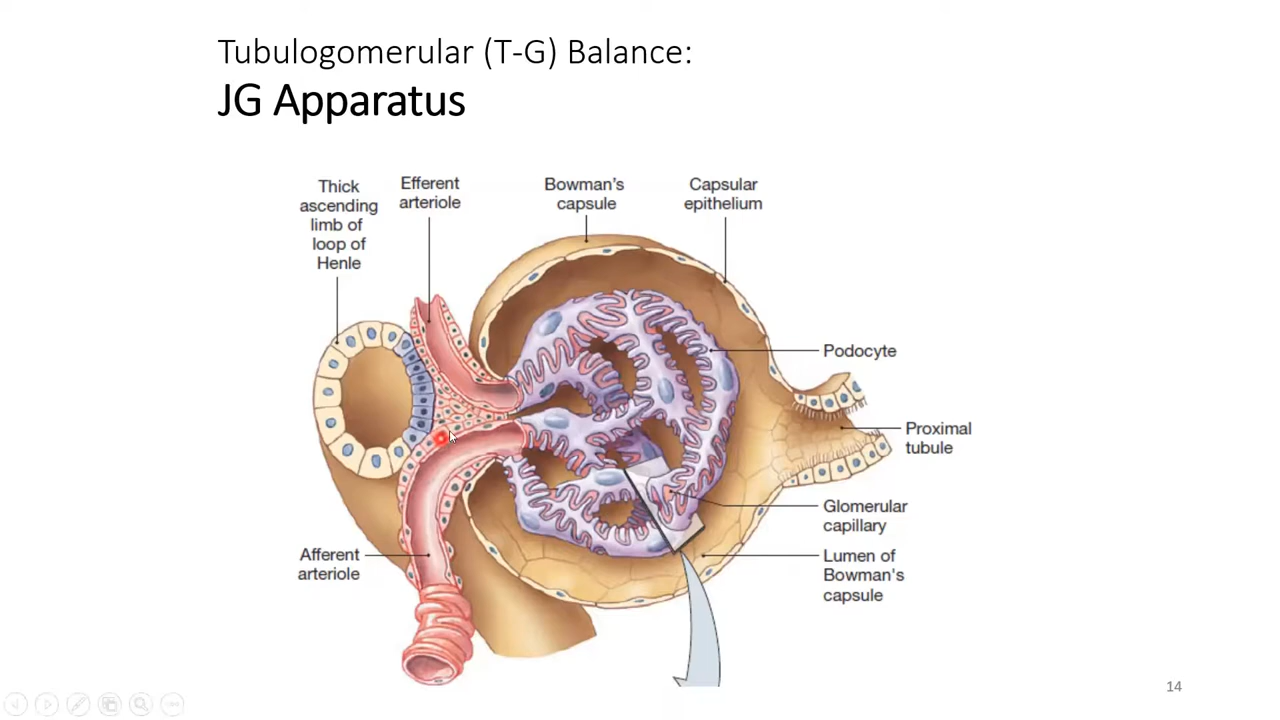 Tubulogomerular (T-G) Balance:
JG Apparatus
Thick
ascending
limb of
loop of
Henle
Efferent
arteriole
Bowman's
capsule
Capsular
epithelium
Podocyte
Proximal
tubule
Glomerular
capillary
Lumen of
Bowman's
capsule
Afferent
arteriole
14